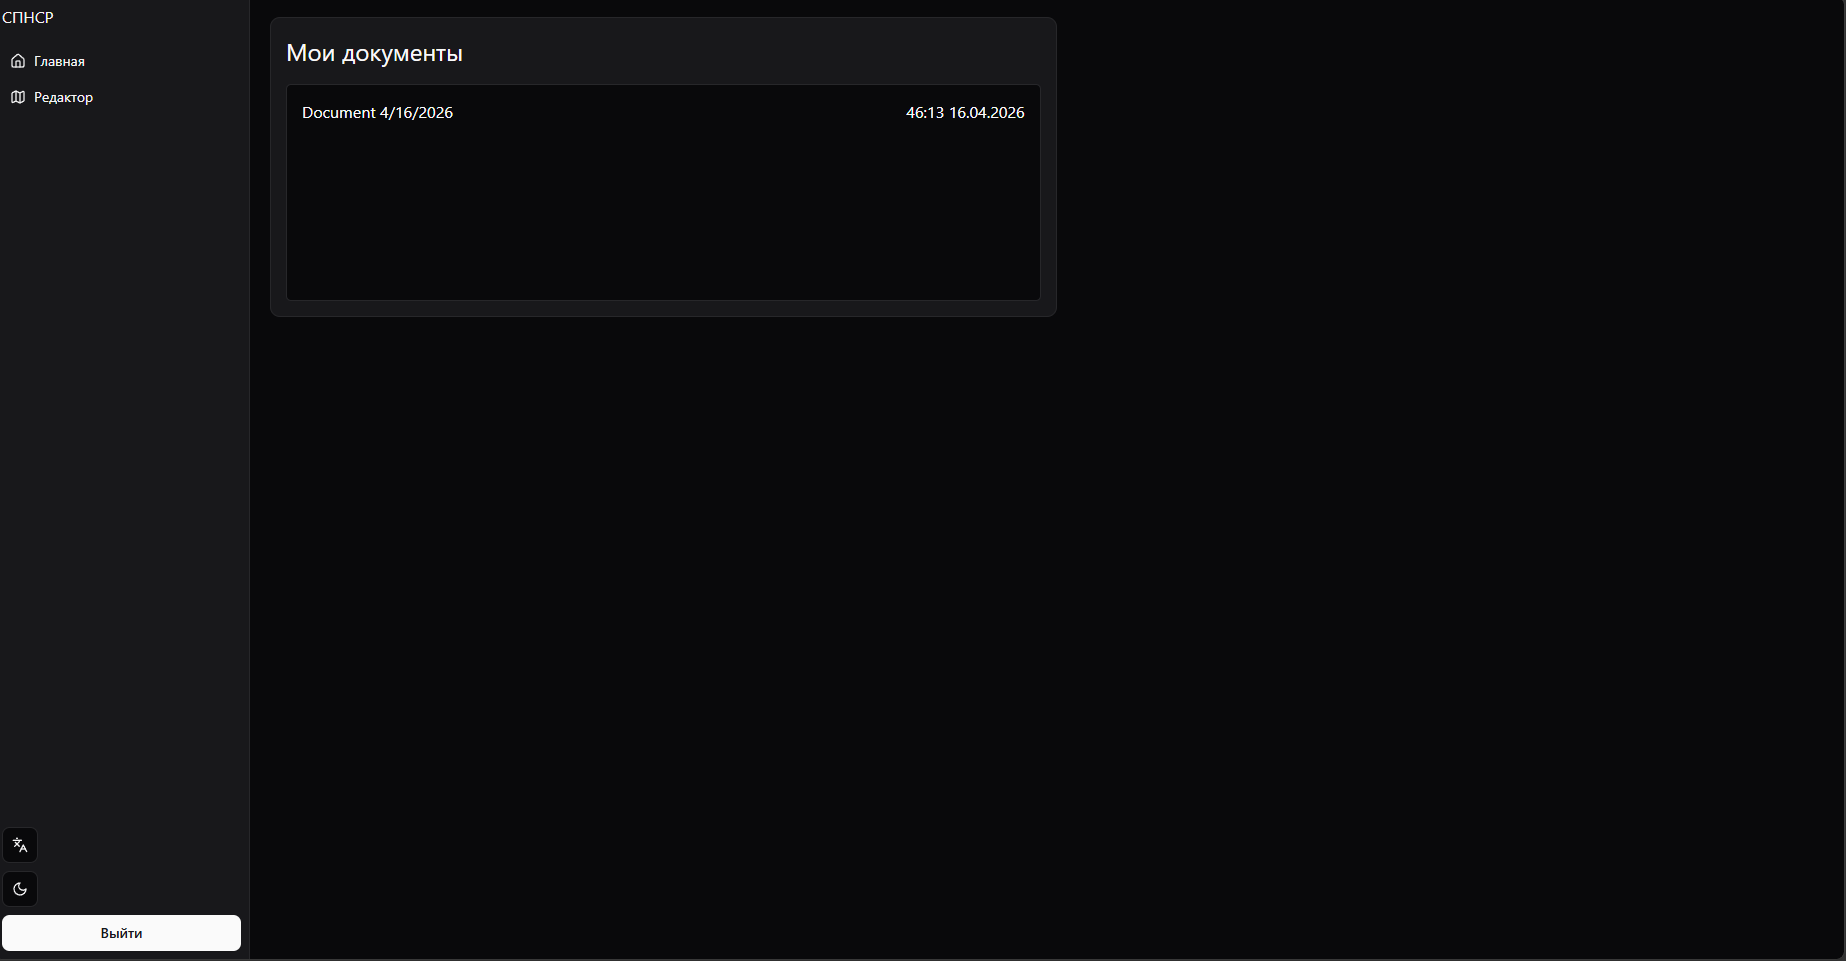 СПНСР
Главная
Редактор
Мои документы
Document 4/16/2026 46:13 16.04.2026
Выйти